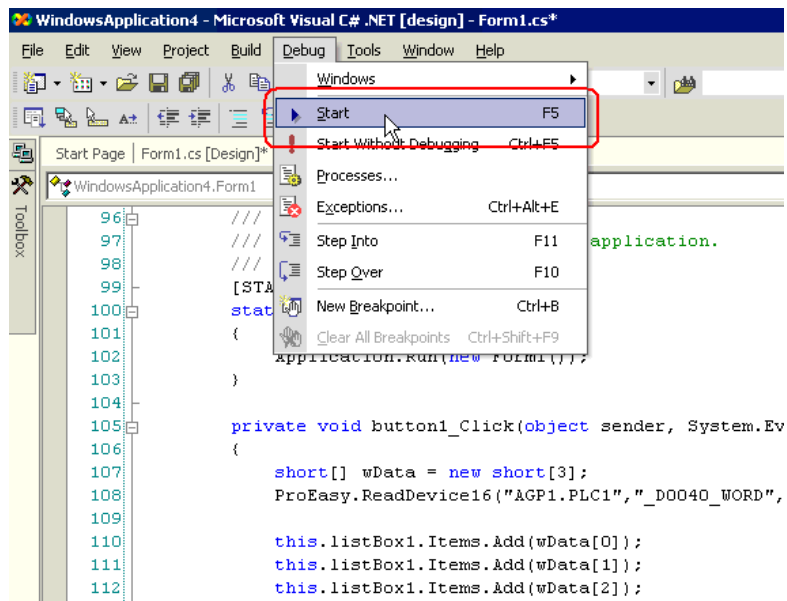 WindowsApplication4 - Microsoft Visual C# .NET [design] - Form1.cs*
File Edit View Project Build Debug Tools Window Help
Windows
Start F5
Start Without Debugging Ctrl+F5
Start Page Form1.cs [Design]*
Processes...
WindowsApplication4.Form1
Exceptions... Ctrl+Alt+E
Toolbox
96 ///
Step Into F11
97 /// application.
98 ///
Step Over F10
99 [STA
100 stat
New Breakpoint... Ctrl+B
101 {
Clear All Breakpoints Ctrl+Shift+F9
102 Application.Run(new Form1());
103 }
104
105 private void button1_Click(object sender, System.Ev
106 {
107 short[] wData = new short[3];
108 ProEasy.ReadDevice16("AGP1.PLC1","_D0040_WORD",
109
110 this.listBox1.Items.Add(wData[0]);
111 this.listBox1.Items.Add(wData[1]);
112 this.listBox1.Items.Add(wData[2]);